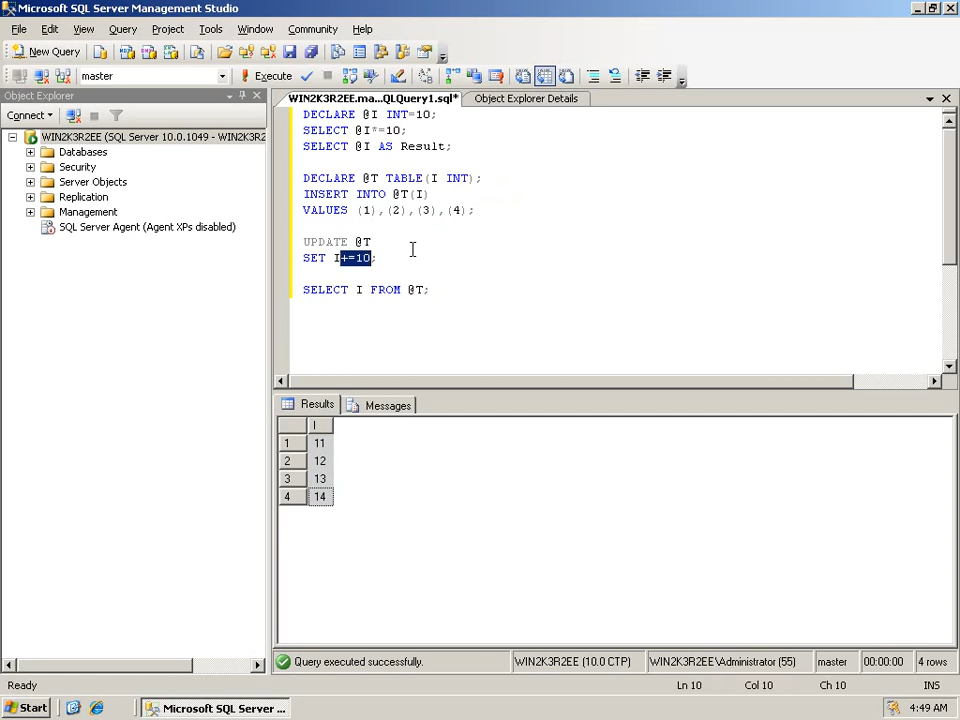 Microsoft SQL Server Management Studio
File Edit View Query Project Tools Window Community Help
New Query
master Execute
Object Explorer
Connect
WIN2K3R2EE (SQL Server 10.0.1049 - WIN2K3R2
Databases
Security
Server Objects
Replication
Management
SQL Server Agent (Agent XPs disabled)
WIN2K3R2EE.ma...QLQuery1.sql* Object Explorer Details
DECLARE @I INT=10;
SELECT @I*=10;
SELECT @I AS Result;
DECLARE @T TABLE(I INT);
INSERT INTO @T(I)
VALUES (1),(2),(3),(4);
UPDATE @T
SET I+=10;
SELECT I FROM @T;
Results Messages
I
1 11
2 12
3 13
4 14
Query executed successfully. WIN2K3R2EE (10.0 CTP) WIN2K3R2EE\Administrator (55) master 00:00:00 4 rows
Ready Ln 10 Col 10 Ch 10 INS
Start Microsoft SQL Server ... 4:49 AM